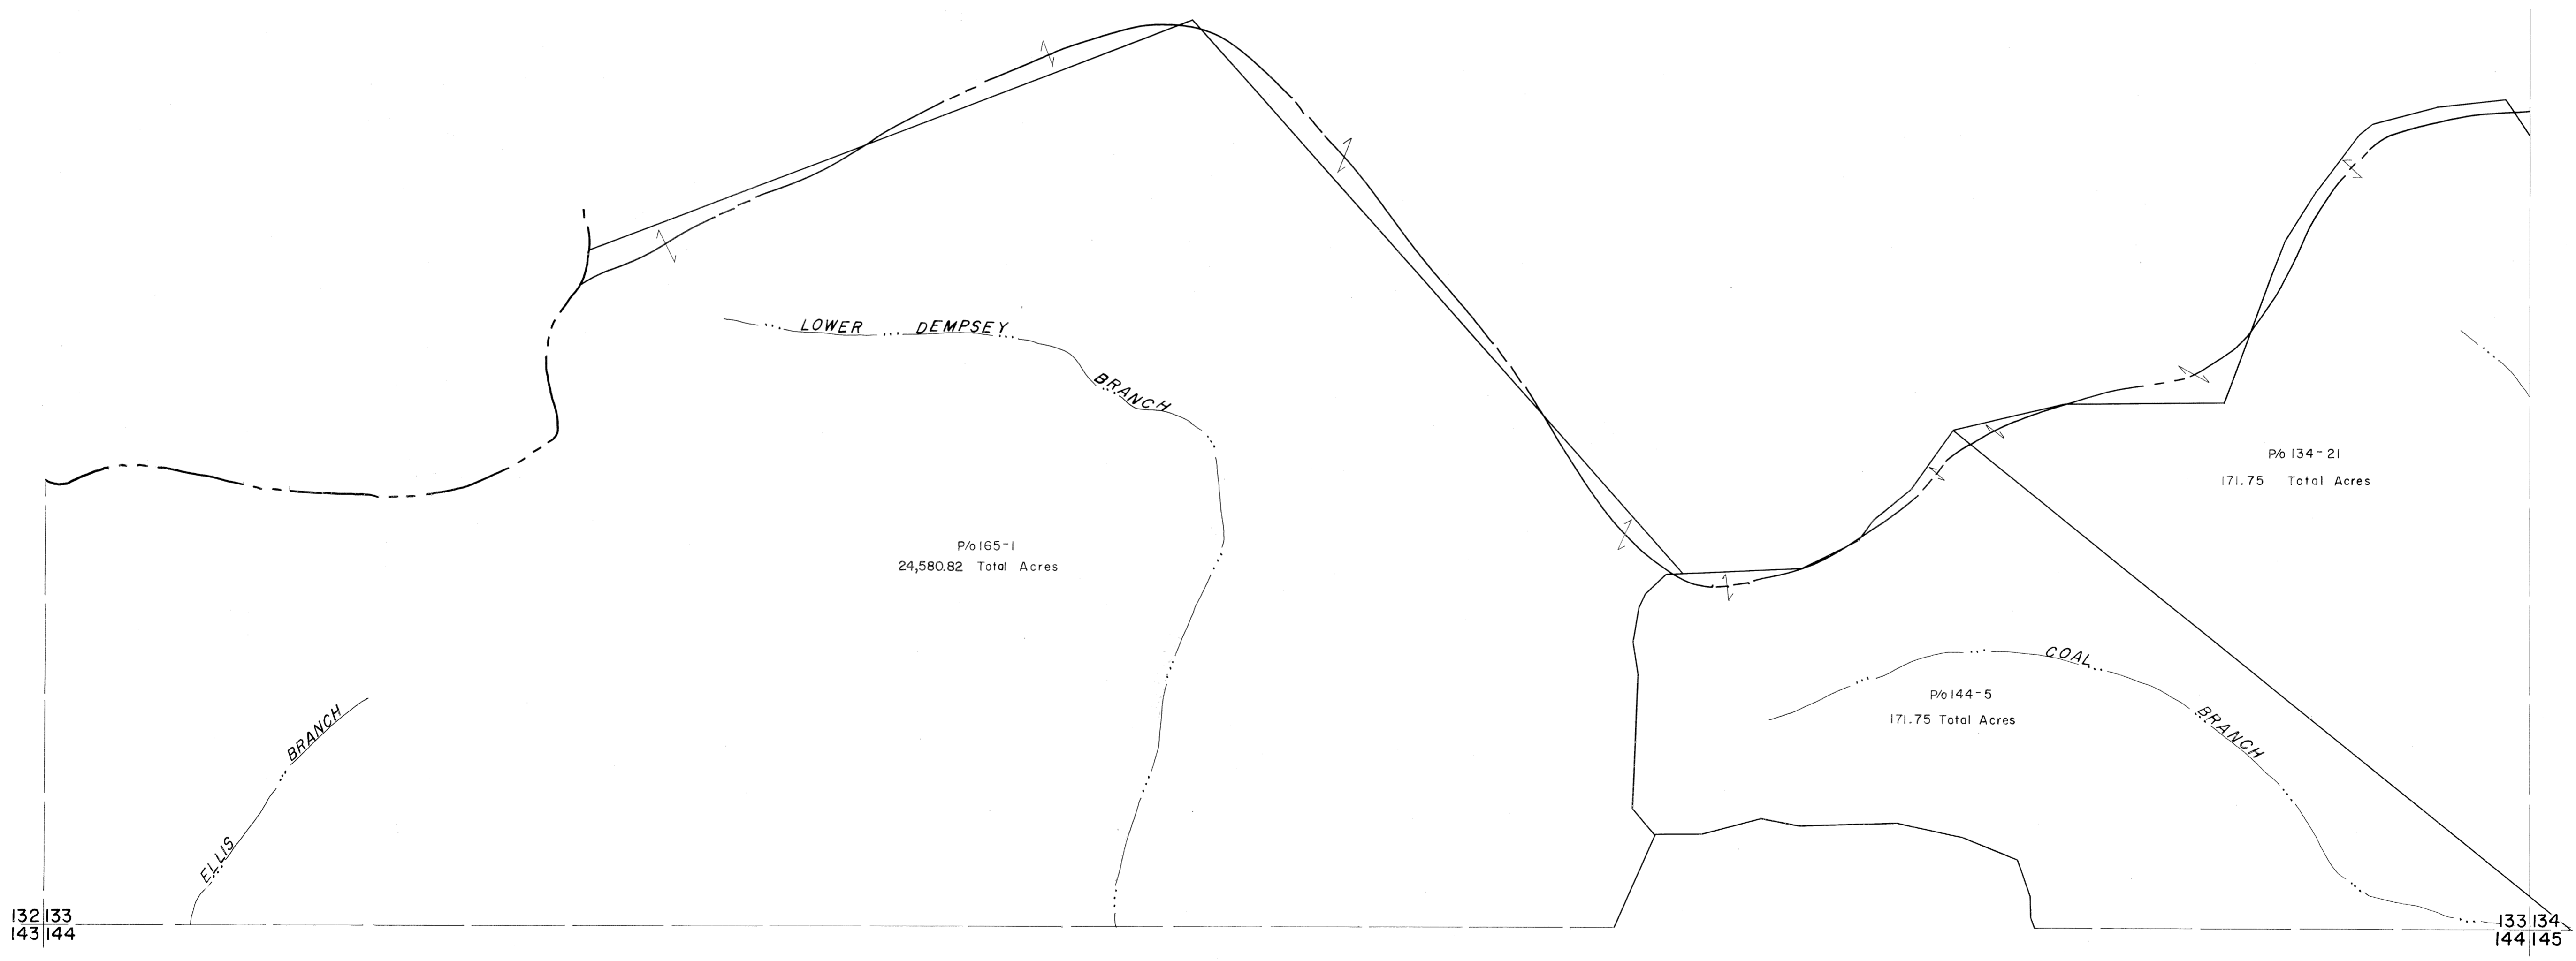 LOWER DEMPSEY
BRANCH
P/o 134-21
171.75 Total Acres
P/o 165-1
24,580.82 Total Acres
COAL
BRANCH
P/o 144-5
171.75 Total Acres
ELLIS BRANCH
132 133
143 144
133 134
144 145